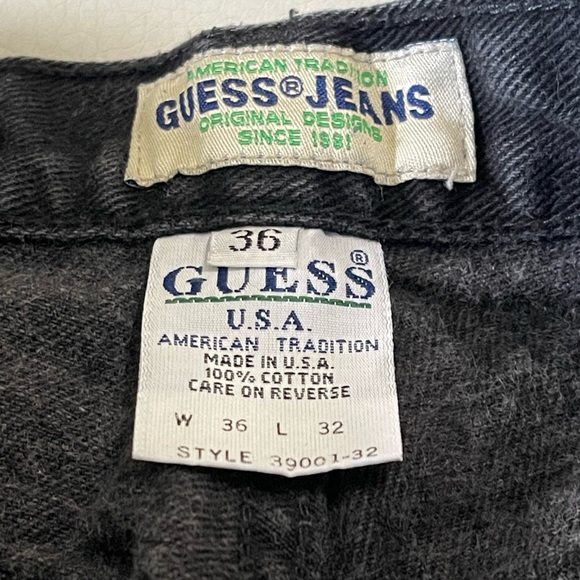 AMERICAN TRADITION
GUESS® JEANS
ORIGINAL DESIGNS
SINCE 1981
36
GUESS®
U.S.A.
AMERICAN TRADITION
MADE IN U.S.A.
100% COTTON
CARE ON REVERSE
W 36 L 32
STYLE 39001-32